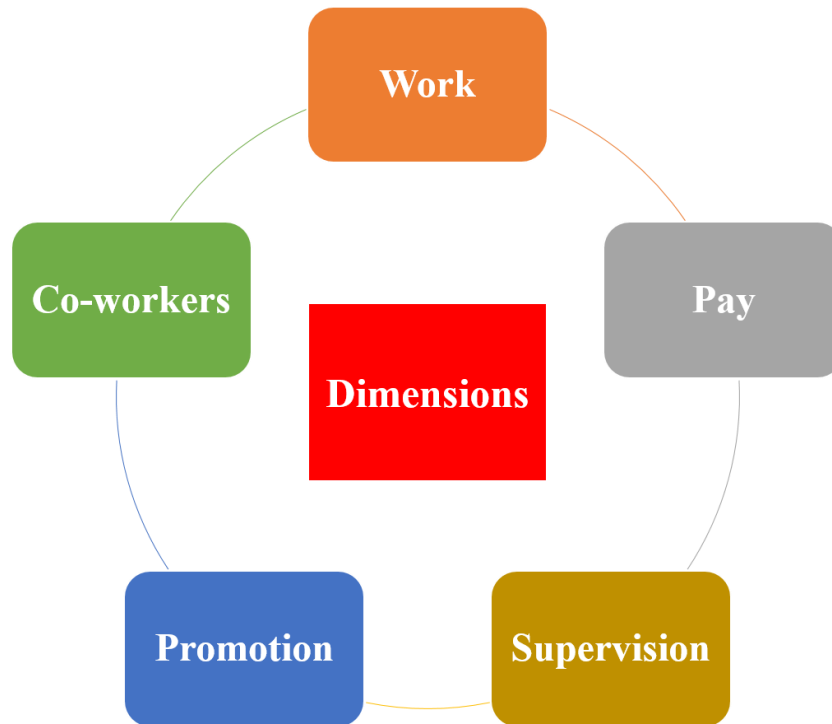 Work
Co-workers
Pay
Dimensions
Promotion
Supervision